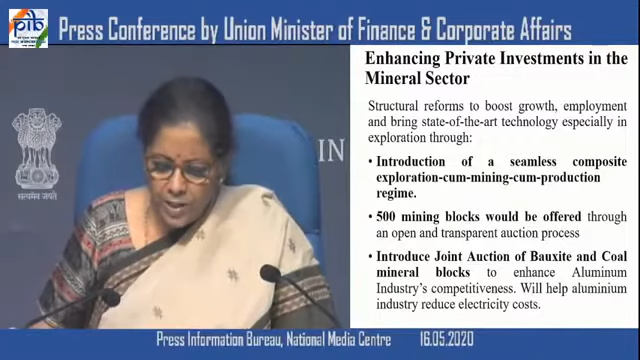 pib
Press Conference by Union Minister of Finance & Corporate Affairs
Enhancing Private Investments in the
Mineral Sector
Structural reforms to boost growth, employment
and bring state-of-the-art technology especially in
exploration through:
• Introduction of a seamless composite
exploration-cum-mining-cum-production
regime.
• 500 mining blocks would be offered through
an open and transparent auction process
• Introduce Joint Auction of Bauxite and Coal
mineral blocks to enhance Aluminum
Industry's competitiveness. Will help aluminium
industry reduce electricity costs.
IN
सत्यमेव जयते
Press Information Bureau, National Media Centre 16.05.2020